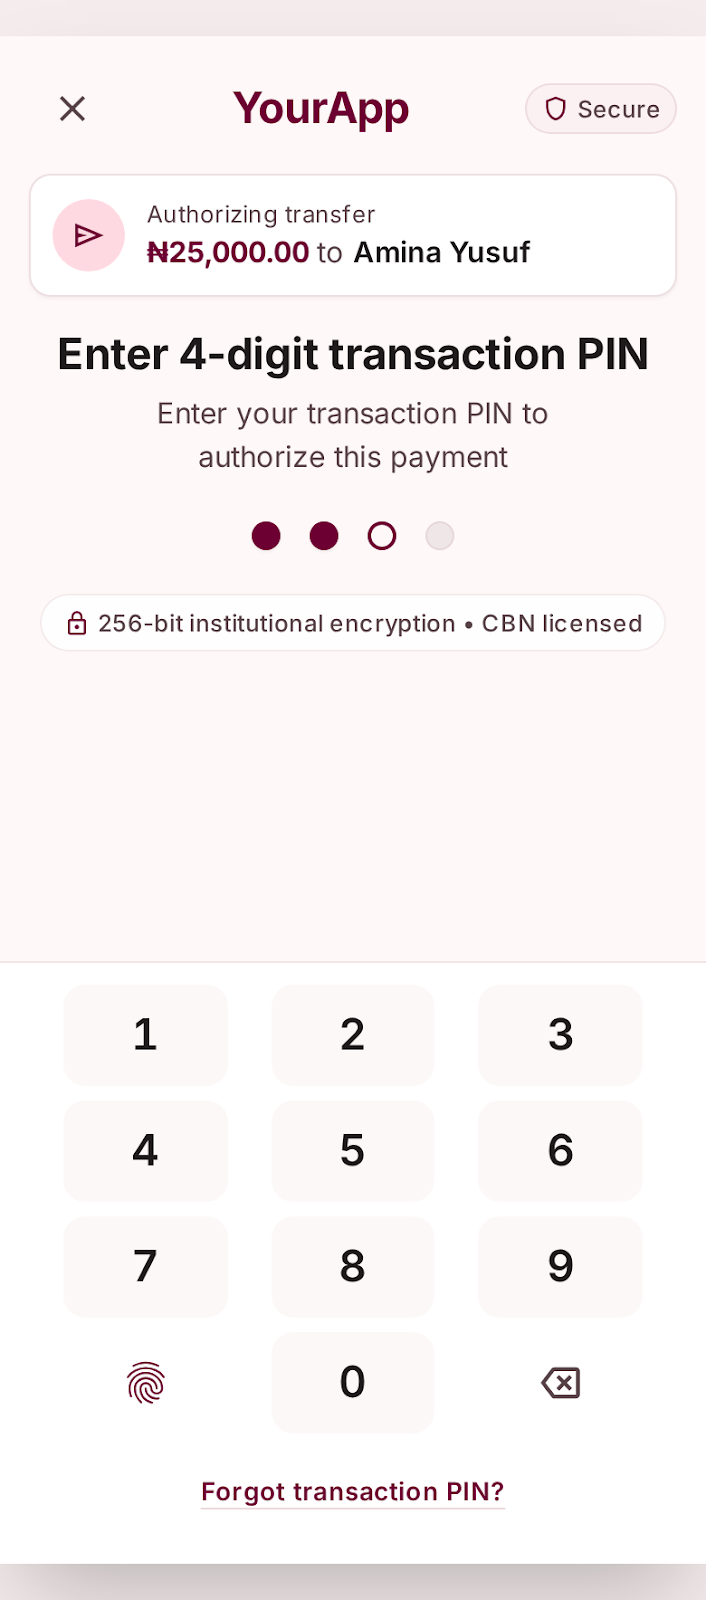 YourApp
Secure
Authorizing transfer
₦25,000.00 to Amina Yusuf
Enter 4-digit transaction PIN
Enter your transaction PIN to
authorize this payment
256-bit institutional encryption • CBN licensed
1 2 3
4 5 6
7 8 9
0
Forgot transaction PIN?